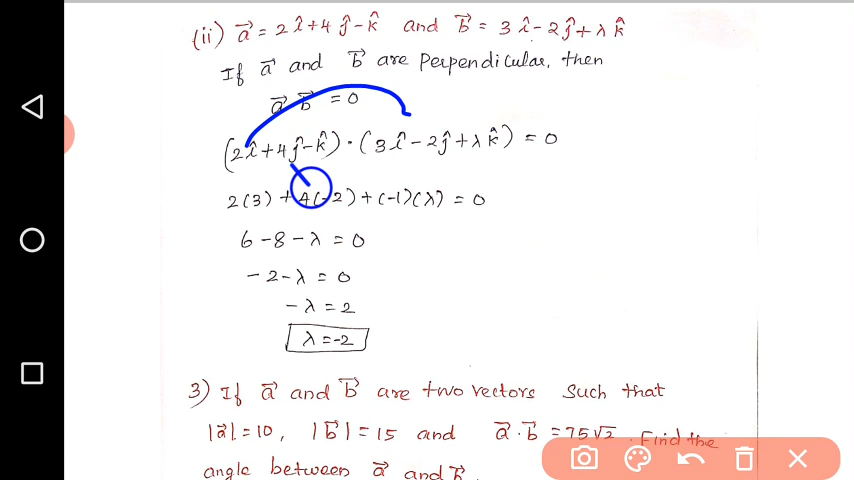 (ii) a⃗ = 2î+4ĵ-k̂ and b⃗ = 3î-2ĵ+λk̂
If a⃗ and b⃗ are Perpendicular, then
a⃗ b⃗ = 0
(2î+4ĵ-k̂)·(3î-2ĵ+λk̂) = 0
2(3)+4(-2)+(-1)(λ) = 0
6-8-λ = 0
-2-λ = 0
-λ = 2
λ = -2
3) If a⃗ and b⃗ are two vectors Such that
|a⃗| = 10, |b⃗| = 15 and a⃗·b⃗ = 75√2. Find the
angle between a⃗ and b⃗.